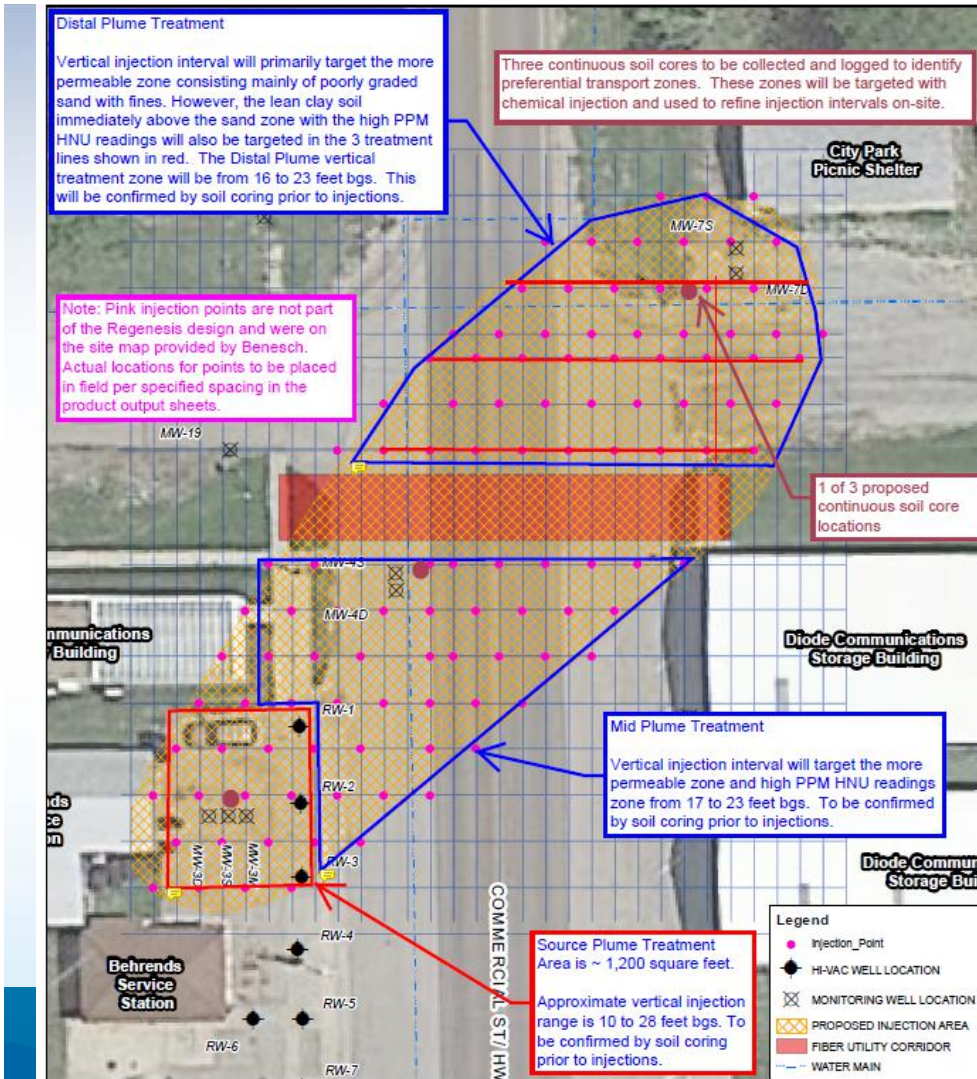 Distal Plume Treatment
Vertical injection interval will primarily target the more
permeable zone consisting mainly of poorly graded
sand with fines. However, the lean clay soil
immediately above the sand zone with the high PPM
HNU readings will also be targeted in the 3 treatment
lines shown in red. The Distal Plume vertical
treatment zone will be from 16 to 23 feet bgs. This
will be confirmed by soil coring prior to injections.
Three continuous soil cores to be collected and logged to identify
preferential transport zones. These zones will be targeted with
chemical injection and used to refine injection intervals on-site.
City Park
Picnic Shelter
MW-7S
MW-7D
Note: Pink injection points are not part
of the Regenesis design and were on
the site map provided by Benesch.
Actual locations for points to be placed
in field per specified spacing in the
product output sheets.
MW-19
1 of 3 proposed
continuous soil core
locations
MW-4S
MW-4D
mmunications
Building
Diode Communications
Storage Building
RW-1
RW-2
RW-3
Mid Plume Treatment
Vertical injection interval will target the more
permeable zone and high PPM HNU readings
zone from 17 to 23 feet bgs. To be confirmed
by soil coring prior to injections.
nds
ce
on
MW-3D
MW-3S
MW-3M
Diode Commun
Storage Buil
RW-4
RW-5
RW-6
RW-7
Behrends
Service
Station
COMMERCIAL ST/ HW
Source Plume Treatment
Area is ~ 1,200 square feet.
Approximate vertical injection
range is 10 to 28 feet bgs. To
be confirmed by soil coring
prior to injections.
Legend
Injection_Point
HI-VAC WELL LOCATION
MONITORING WELL LOCATION
PROPOSED INJECTION AREA
FIBER UTILITY CORRIDOR
WATER MAIN